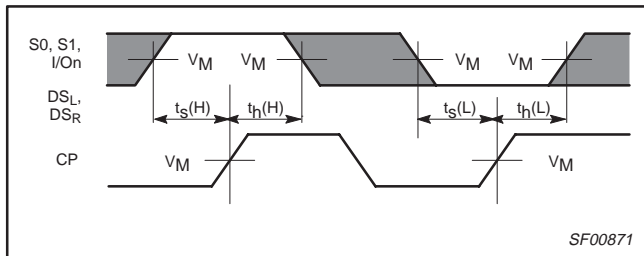 S0, S1,
I/On
VM VM VM VM
DSL,
DSR
ts(H) th(H) ts(L) th(L)
CP VM VM
SF00871